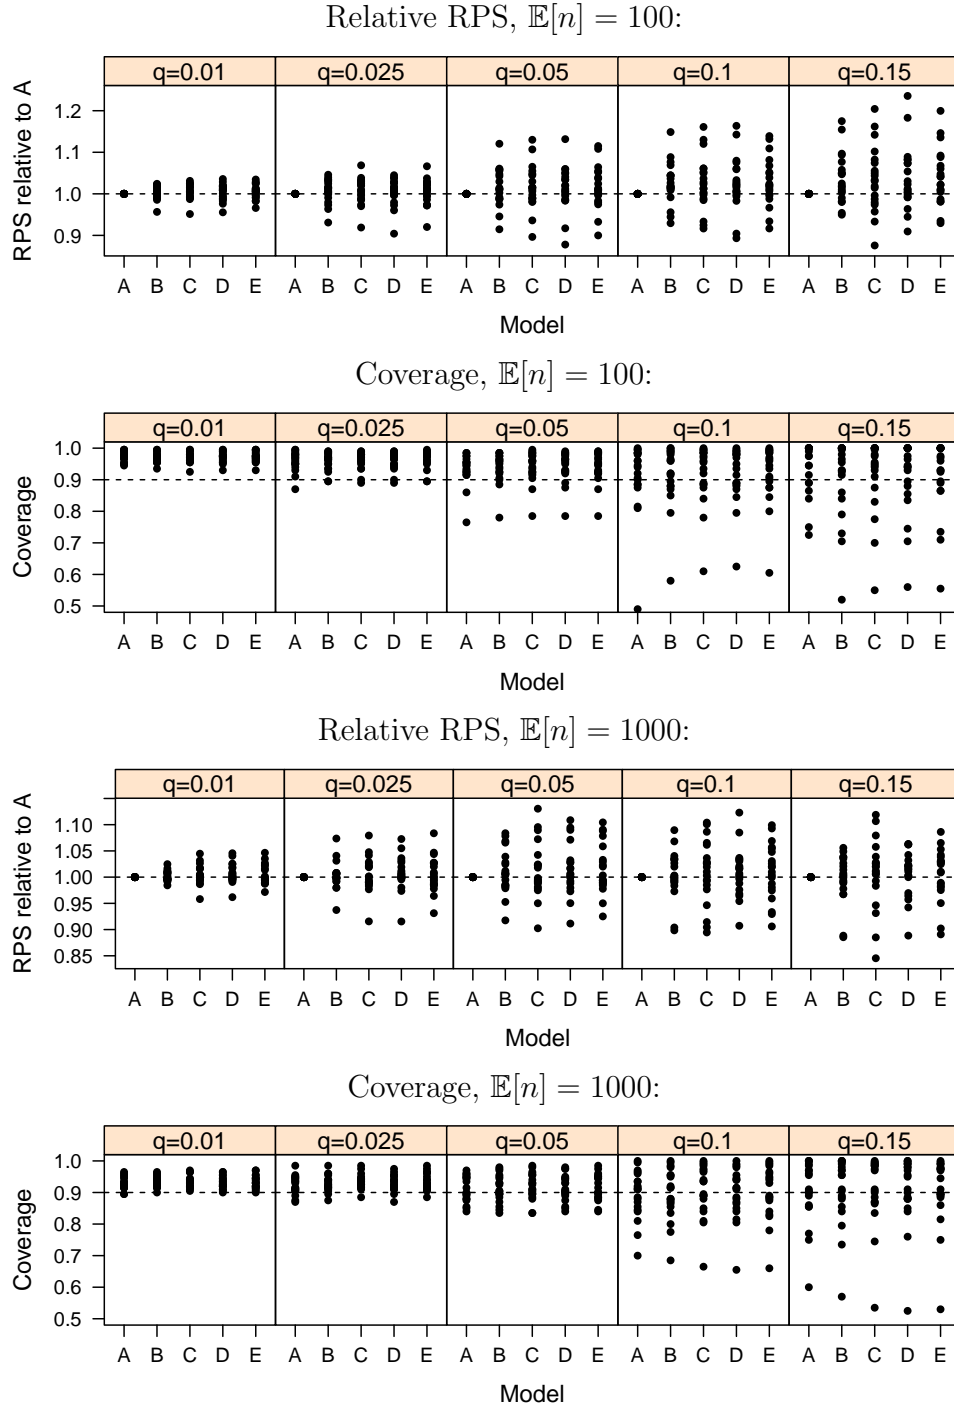 Relative RPS, 𝔼[n] = 100:
q=0.01 q=0.025 q=0.05 q=0.1 q=0.15
RPS relative to A
1.2
1.1
1.0
0.9
A B C D E A B C D E A B C D E A B C D E A B C D E
Model
Coverage, 𝔼[n] = 100:
q=0.01 q=0.025 q=0.05 q=0.1 q=0.15
Coverage
1.0
0.9
0.8
0.7
0.6
0.5
A B C D E A B C D E A B C D E A B C D E A B C D E
Model
Relative RPS, 𝔼[n] = 1000:
q=0.01 q=0.025 q=0.05 q=0.1 q=0.15
RPS relative to A
1.10
1.05
1.00
0.95
0.90
0.85
A B C D E A B C D E A B C D E A B C D E A B C D E
Model
Coverage, 𝔼[n] = 1000:
q=0.01 q=0.025 q=0.05 q=0.1 q=0.15
Coverage
1.0
0.9
0.8
0.7
0.6
0.5
A B C D E A B C D E A B C D E A B C D E A B C D E
Model